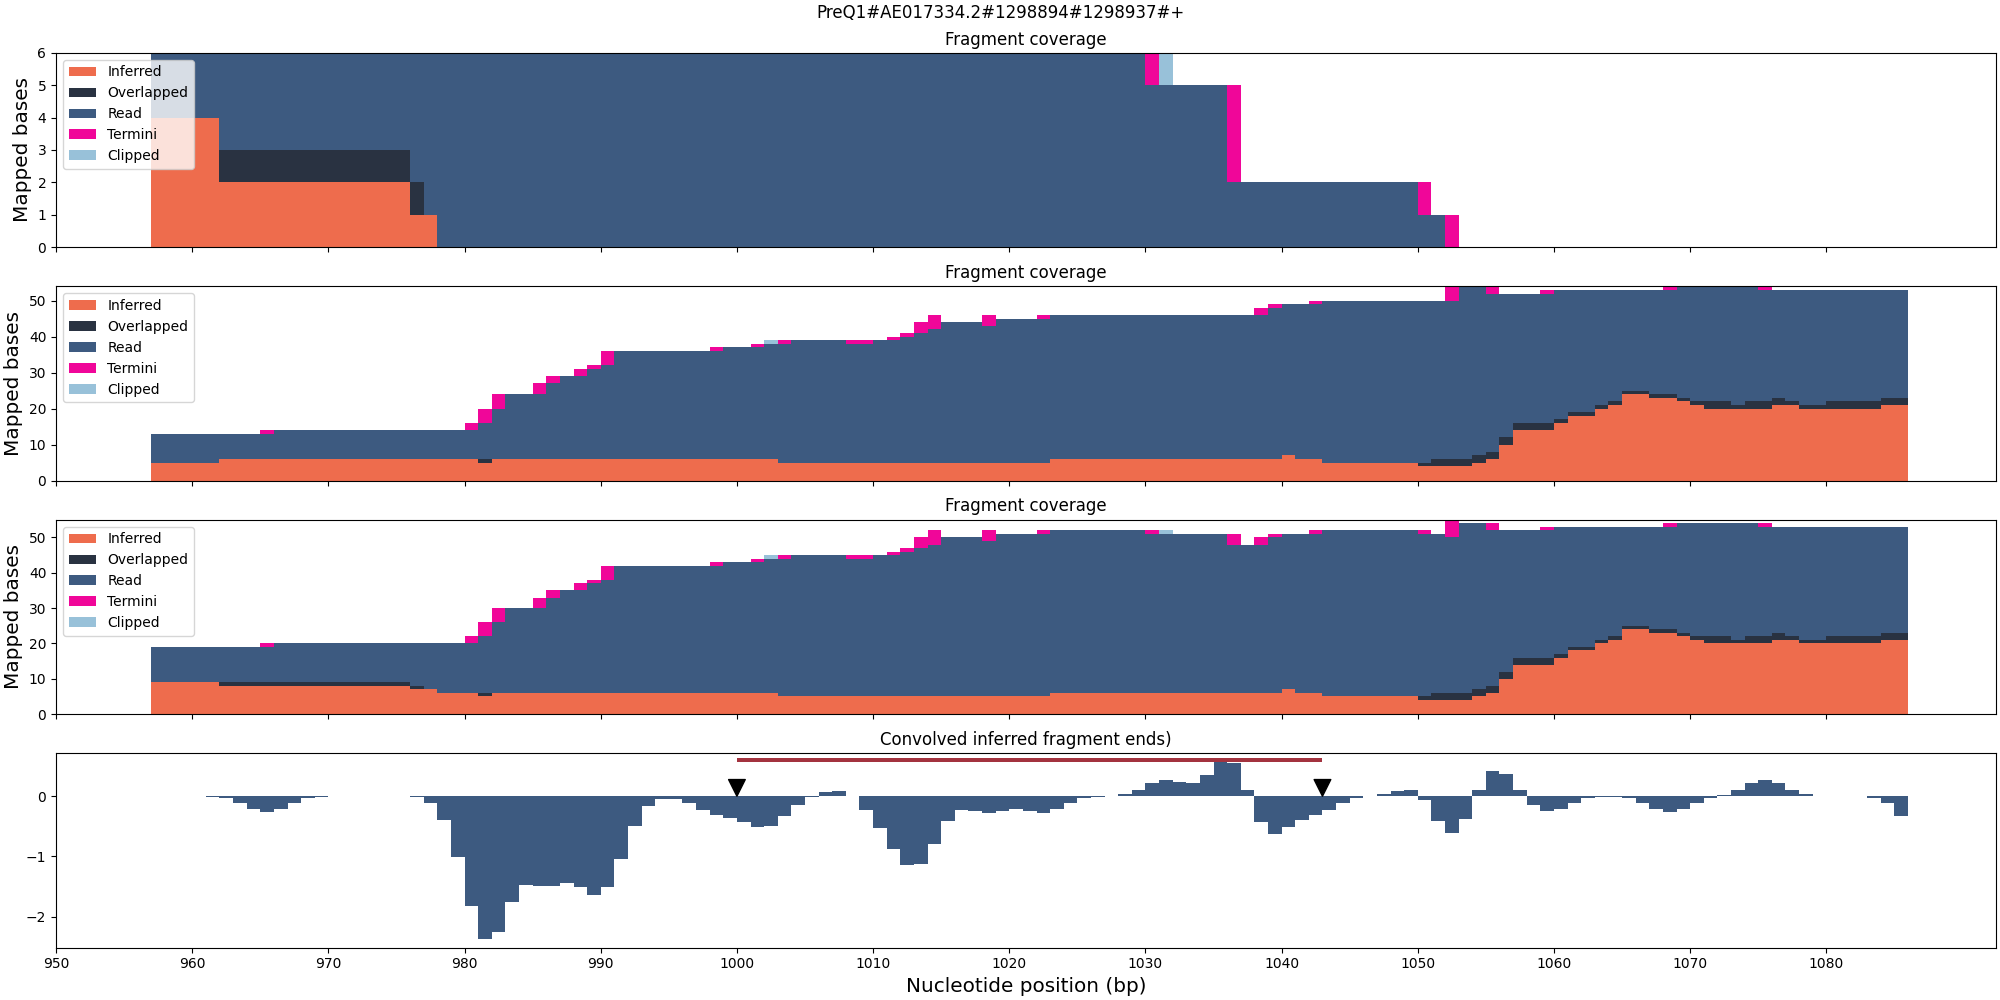 PreQ1#AE017334.2#1298894#1298937#+
Fragment coverage
Mapped bases
6
5
4
3
2
1
0
Inferred
Overlapped
Read
Termini
Clipped
Fragment coverage
Mapped bases
50
40
30
20
10
0
Inferred
Overlapped
Read
Termini
Clipped
Fragment coverage
Mapped bases
50
40
30
20
10
0
Inferred
Overlapped
Read
Termini
Clipped
Convolved inferred fragment ends)
0
−1
−2
950 960 970 980 990 1000 1010 1020 1030 1040 1050 1060 1070 1080
Nucleotide position (bp)